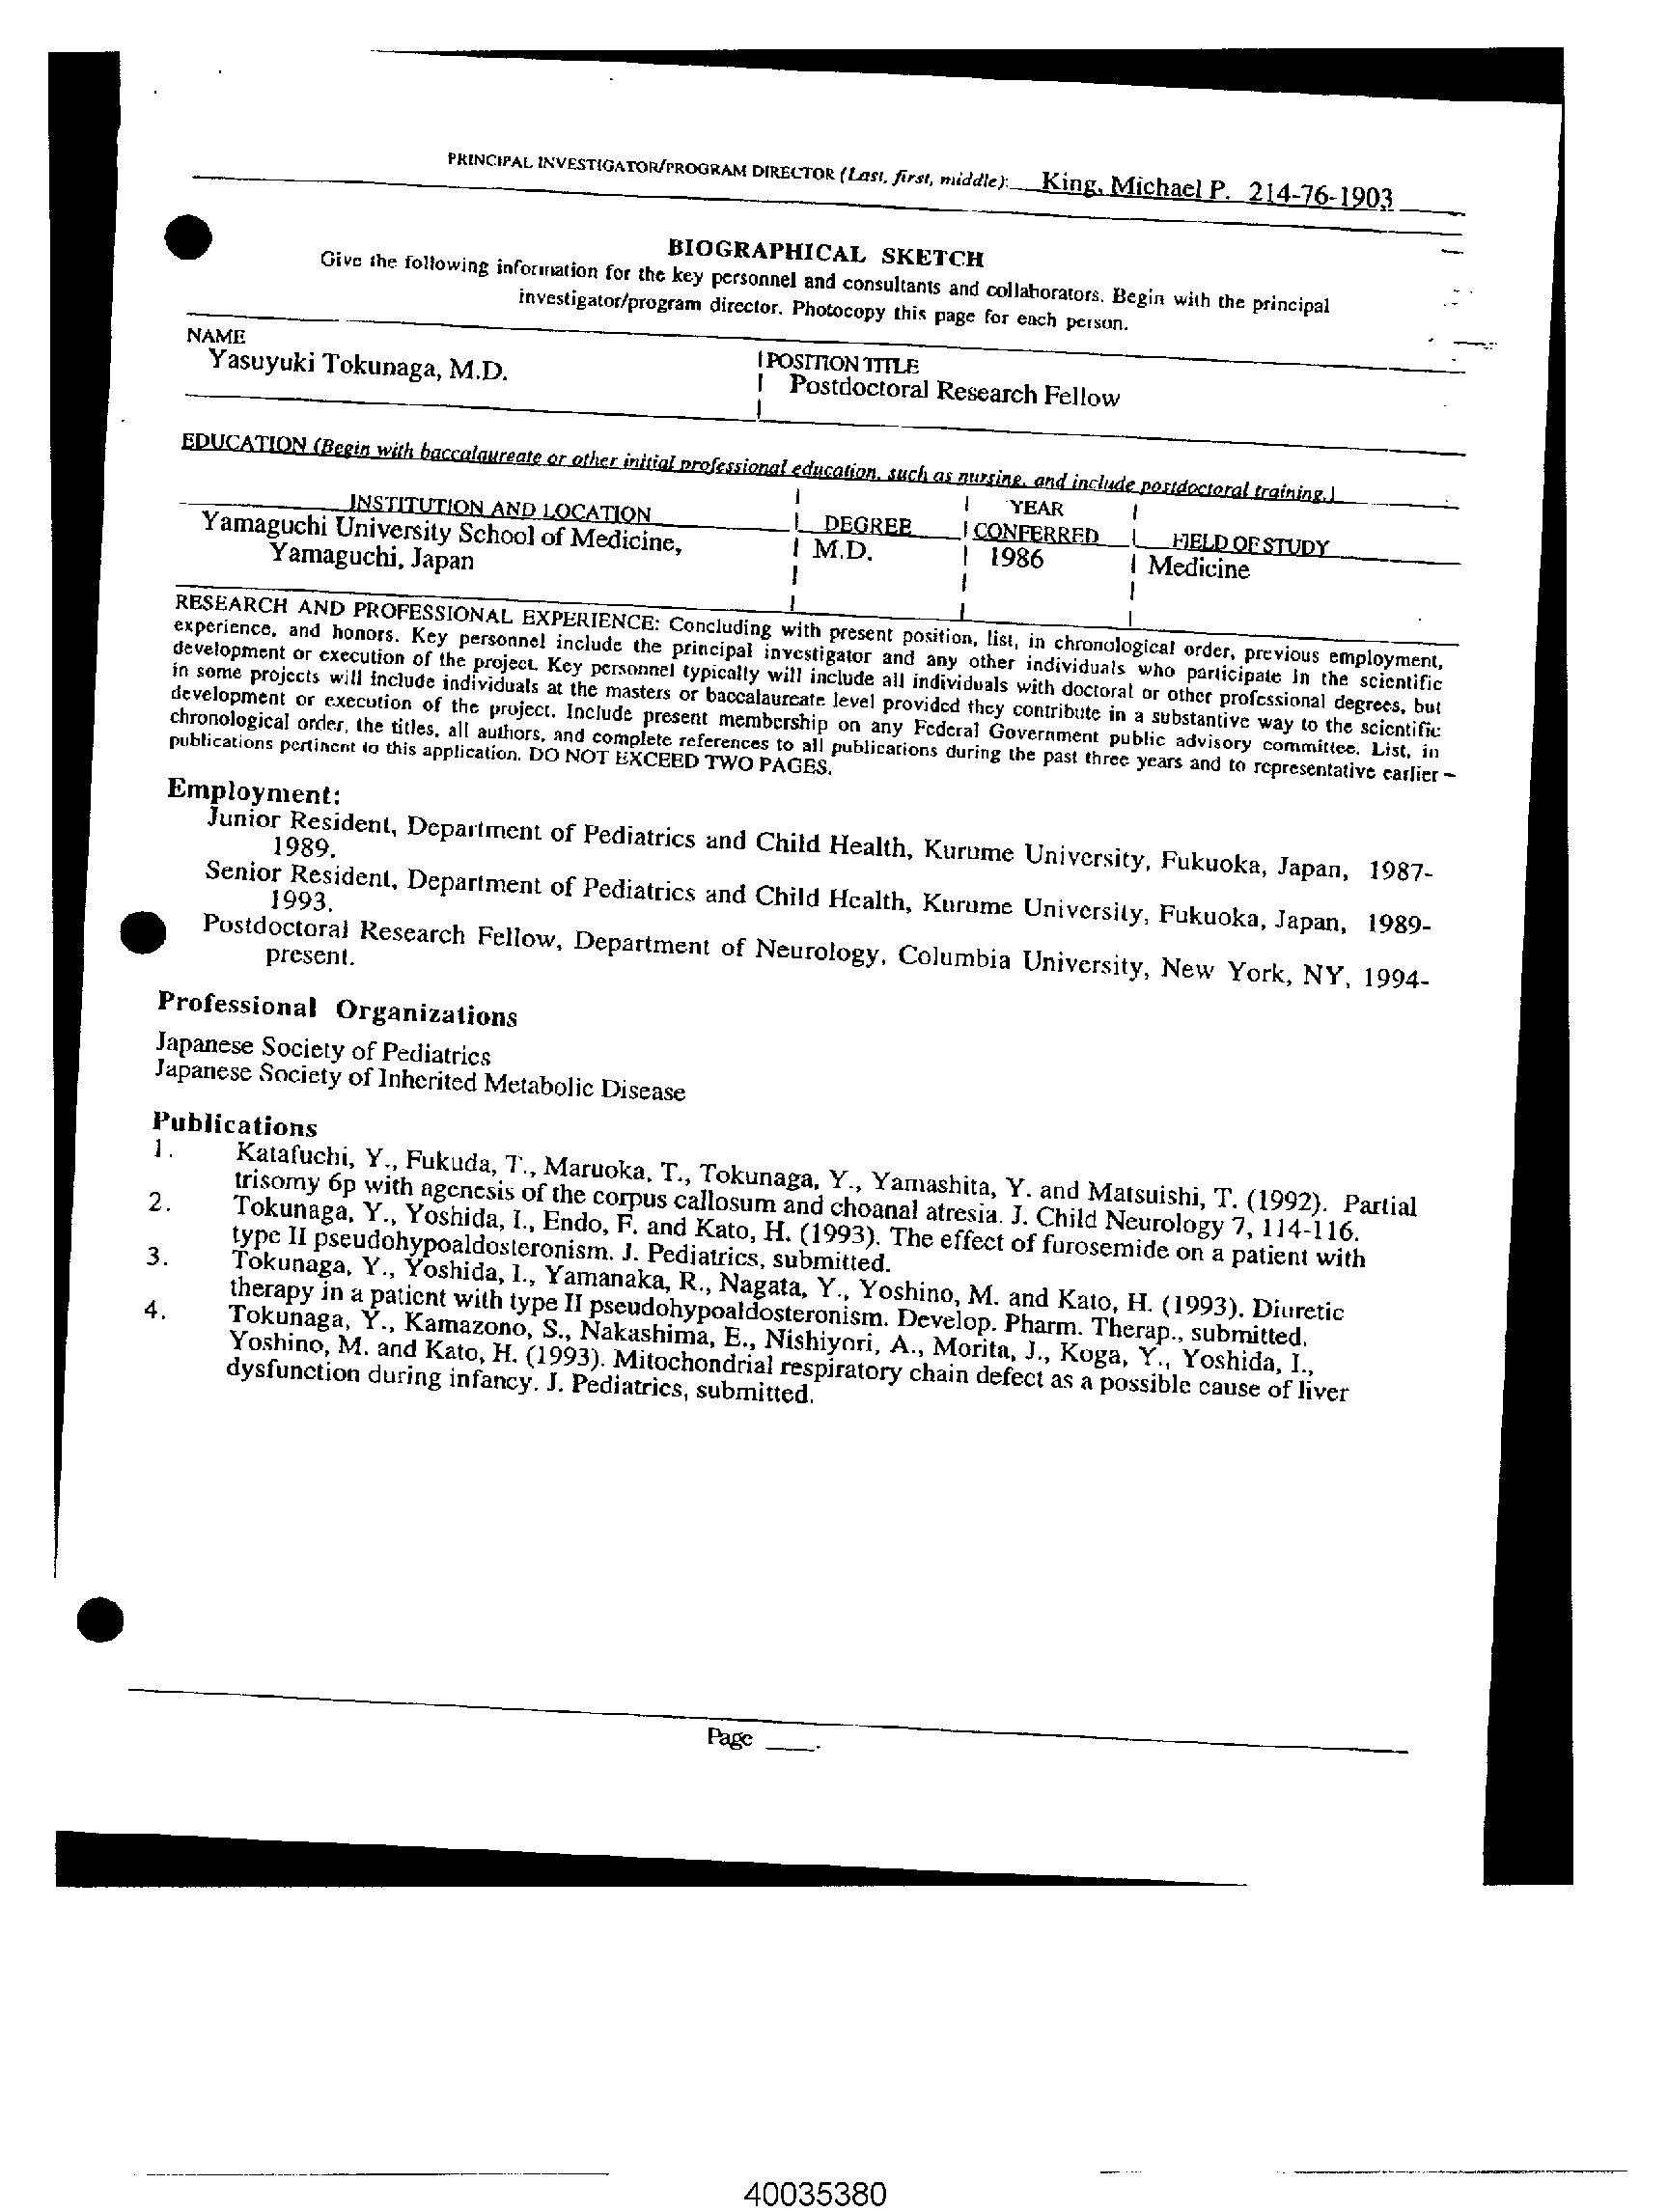 PRINCIPAL INVESTIGATOR/PROGRAM DIRECTOR (Last, first, middle): King, Michael P. 214-76-1903
BIOGRAPHICAL SKETCH
Give the following information for the key personnel and consultants and collaborators. Begin with the principal
investigator/program director. Photocopy this page for each person.
NAME
Yasuyuki Tokunaga, M.D.
POSITION TITLE
Postdoctoral Research Fellow
EDUCATION (Begin with baccalaureate or other initial professional education, such as nursing, and include postdoctoral training.)
INSTITUTION AND LOCATION
DEGREE
YEAR
CONFERRED
FIELD OF STUDY
Yamaguchi University School of Medicine,
Yamaguchi, Japan
M.D.
1986
Medicine
RESEARCH AND PROFESSIONAL EXPERIENCE: Concluding with present position, list, in chronological order, previous employment,
experience, and honors. Key personnel include the principal investigator and any other individuals who participate in the scientific
development or execution of the project. Key personnel typically will include all individuals with doctoral or other professional degrees, but
in some projects will include individuals at the masters or baccalaureate level provided they contribute in a substantive way to the scientific
development or execution of the project. Include present membership on any Federal Government public advisory committee. List, in
chronological order, the titles, all authors, and complete references to all publications during the past three years and to representative earlier
publications pertinent to this application. DO NOT EXCEED TWO PAGES.
Employment:
Junior Resident, Department of Pediatrics and Child Health, Kurume University, Fukuoka, Japan, 1987-
1989.
Senior Resident, Department of Pediatrics and Child Health, Kurume University, Fukuoka, Japan, 1989-
1993.
Postdoctoral Research Fellow, Department of Neurology, Columbia University, New York, NY, 1994-
present.
Professional Organizations
Japanese Society of Pediatrics
Japanese Society of Inherited Metabolic Disease
Publications
1. Katafuchi, Y., Fukuda, T., Maruoka, T., Tokunaga, Y., Yamashita, Y. and Matsuishi, T. (1992). Partial
trisomy 6p with agenesis of the corpus callosum and choanal atresia. J. Child Neurology 7, 114-116.
2. Tokunaga, Y., Yoshida, I., Endo, F. and Kato, H. (1993). The effect of furosemide on a patient with
type II pseudohypoaldosteronism. J. Pediatrics, submitted.
3. Tokunaga, Y., Yoshida, I., Yamanaka, R., Nagata, Y., Yoshino, M. and Kato, H. (1993). Diuretic
therapy in a patient with type II pseudohypoaldosteronism. Develop. Pharm. Therap., submitted.
4. Tokunaga, Y., Kamazono, S., Nakashima, E., Nishiyori, A., Morita, J., Koga, Y., Yoshida, I.,
Yoshino, M. and Kato, H. (1993). Mitochondrial respiratory chain defect as a possible cause of liver
dysfunction during infancy. J. Pediatrics, submitted.
Page ___.
40035380